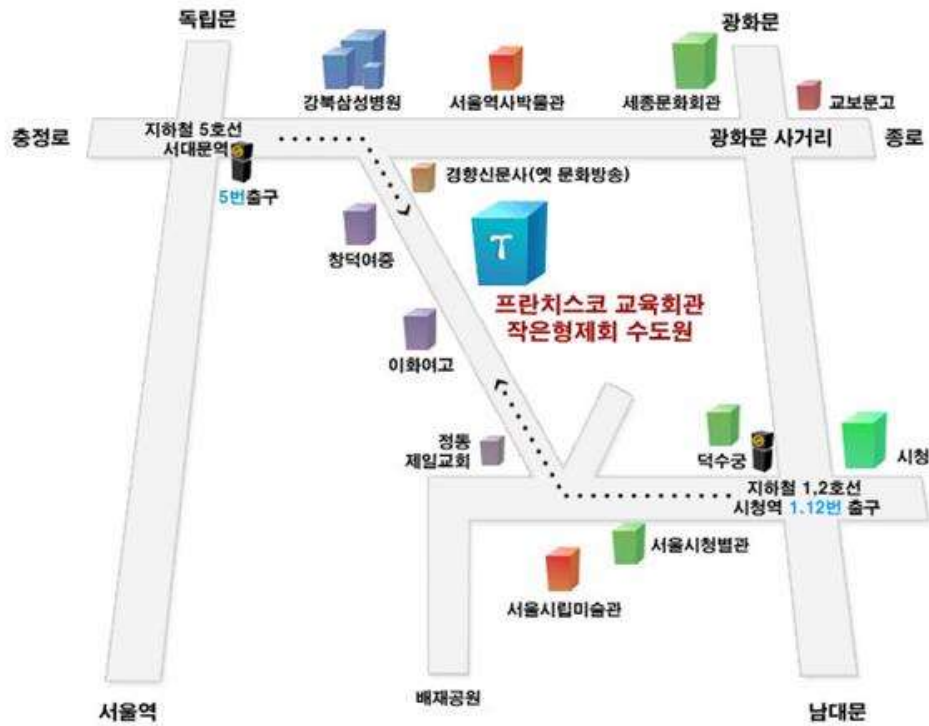 독립문
광화문
강북삼성병원
서울역사박물관
세종문화회관
교보문고
충정로
지하철 5호선
서대문역
5번출구
광화문 사거리
종로
경향신문사(옛 문화방송)
창덕여중
T
프란치스코 교육회관
작은형제회 수도원
이화여고
정동
제일교회
덕수궁
시청
지하철 1,2호선
시청역 1.12번 출구
서울시청별관
서울시립미술관
배재공원
서울역
남대문